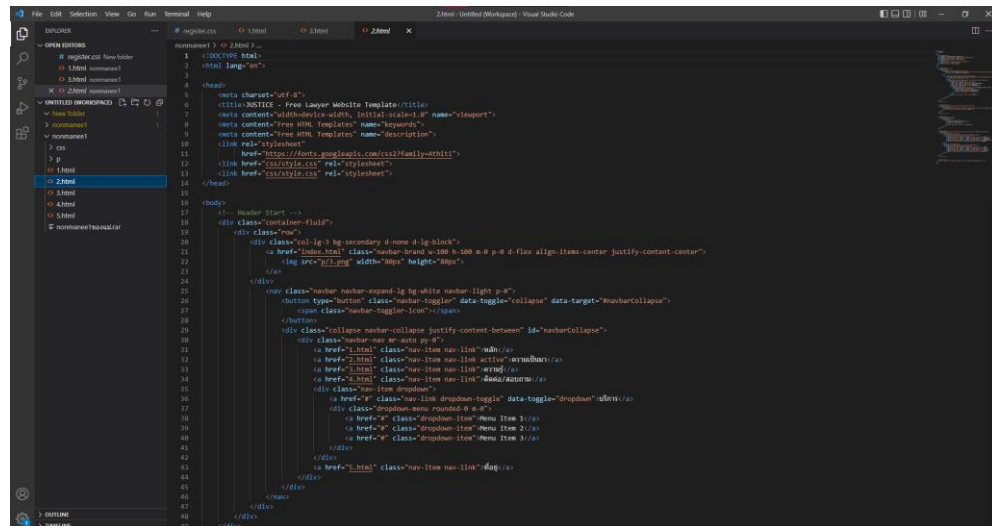 File Edit Selection View Go Run Terminal Help
2.html - Untitled (Workspace) - Visual Studio Code
EXPLORER
# register.css
1.html
3.html
2.html
OPEN EDITORS
# register.css New folder
1.html nonmanee1
3.html nonmanee1
2.html nonmanee1
UNTITLED (WORKSPACE)
New folder
nonmanee1
nonmanee1
css
p
1.html
2.html
3.html
4.html
5.html
OUTLINE
TIMELINE
nonmanee1 > 2.html > ...
1 <!DOCTYPE html>
2 <html lang="en">
3
4 <head>
5 <meta charset="utf-8">
6 <title>JUSTICE - Free Lawyer Website Template</title>
7 <meta content="width=device-width, initial-scale=1.0" name="viewport">
8 <meta content="Free HTML Templates" name="keywords">
9 <meta content="Free HTML Templates" name="description">
10 <link rel="stylesheet"
11 href="https://fonts.googleapis.com/css2?family=Athiti">
12 <link href="css/style.css" rel="stylesheet">
13 <link href="css/style.css" rel="stylesheet">
14 </head>
15
16 <body>
17 <!-- Header Start -->
18 <div class="container-fluid">
19 <div class="row">
20 <div class="col-lg-3 bg-secondary d-none d-lg-block">
21 <a href="index.html" class="navbar-brand w-100 h-100 m-0 p-0 d-flex align-items-center justify-content-center">
22 <img src="p/3.png" width="80px" height="80px">
23 </a>
24 </div>
25 <nav class="navbar navbar-expand-lg bg-white navbar-light p-0">
26 <button type="button" class="navbar-toggler" data-toggle="collapse" data-target="#navbarCollapse">
27 <span class="navbar-toggler-icon"></span>
28 </button>
29 <div class="collapse navbar-collapse justify-content-between" id="navbarCollapse">
30 <div class="navbar-nav mr-auto py-0">
31 <a href="1.html" class="nav-item nav-link">หลัก</a>
32 <a href="2.html" class="nav-item nav-link active">ความเป็นมา</a>
33 <a href="3.html" class="nav-item nav-link">ความรู้</a>
34 <a href="4.html" class="nav-item nav-link">ติดต่อ/สอบถาม</a>
35 <div class="nav-item dropdown">
36 <a href="#" class="nav-link dropdown-toggle" data-toggle="dropdown">บริการ</a>
37 <div class="dropdown-menu rounded-0 m-0">
38 <a href="#" class="dropdown-item">Menu Item 1</a>
39 <a href="#" class="dropdown-item">Menu Item 2</a>
40 <a href="#" class="dropdown-item">Menu Item 3</a>
41 </div>
42 </div>
43 <a href="5.html" class="nav-item nav-link">ที่อยู่</a>
44 </div>
45 </div>
46 </nav>
47 </div>
48 </div>
49 </div>